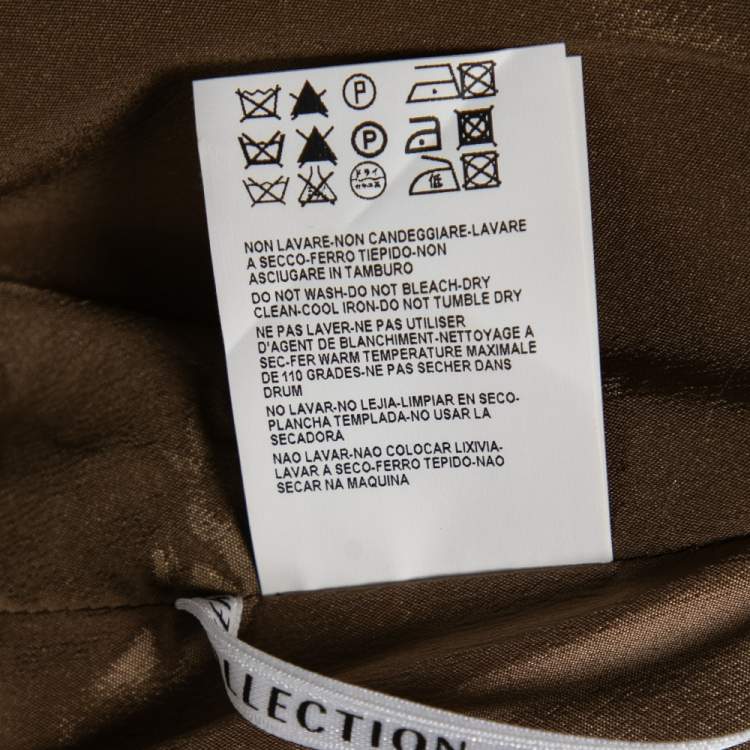 P
P
ドライ
低
NON LAVARE-NON CANDEGGIARE-LAVARE
A SECCO-FERRO TIEPIDO-NON
ASCIUGARE IN TAMBURO
DO NOT WASH-DO NOT BLEACH-DRY
CLEAN-COOL IRON-DO NOT TUMBLE DRY
NE PAS LAVER-NE PAS UTILISER
D'AGENT DE BLANCHIMENT-NETTOYAGE A
SEC-FER WARM TEMPERATURE MAXIMALE
DE 110 GRADES-NE PAS SECHER DANS
DRUM
NO LAVAR-NO LEJIA-LIMPIAR EN SECO-
PLANCHA TEMPLADA-NO USAR LA
SECADORA
NAO LAVAR-NAO COLOCAR LIXIVIA-
LAVAR A SECO-FERRO TEPIDO-NAO
SECAR NA MAQUINA
LLECTION